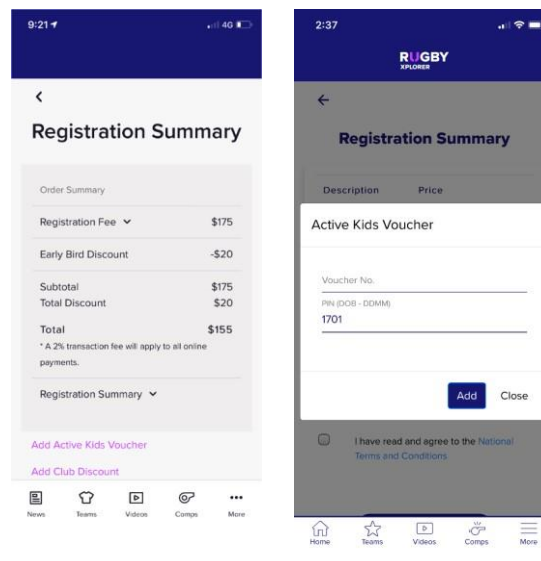 9:21
4G
Registration Summary
Order Summary
Registration Fee $175
Early Bird Discount -$20
Subtotal $175
Total Discount $20
Total $155
* A 2% transaction fee will apply to all online
payments.
Registration Summary
Add Active Kids Voucher
Add Club Discount
News Teams Videos Comps More
2:37
RUGBY
XPLORER
Registration Summary
Description Price
Active Kids Voucher
Voucher No.
PIN (DOB - DDMM)
1701
Add Close
I have read and agree to the National
Terms and Conditions
Home Teams Videos Comps More